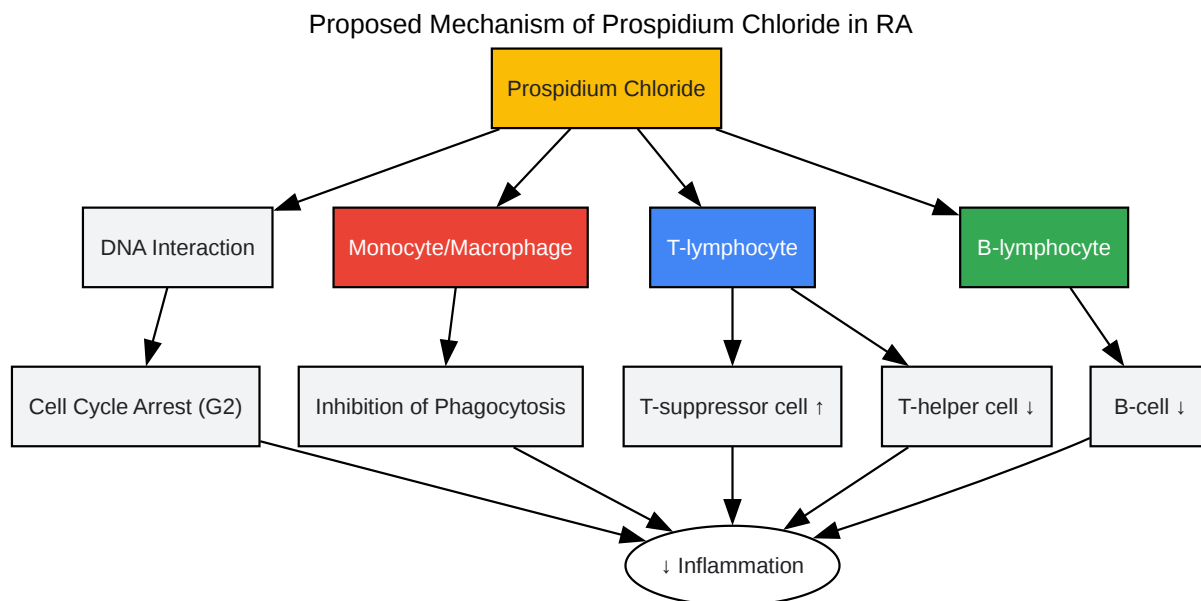 Proposed Mechanism of Prospidium Chloride in RA
Prospidium Chloride
DNA Interaction
Monocyte/Macrophage
T-lymphocyte
B-lymphocyte
Cell Cycle Arrest (G2)
Inhibition of Phagocytosis
T-suppressor cell ↑
T-helper cell ↓
B-cell ↓
↓ Inflammation